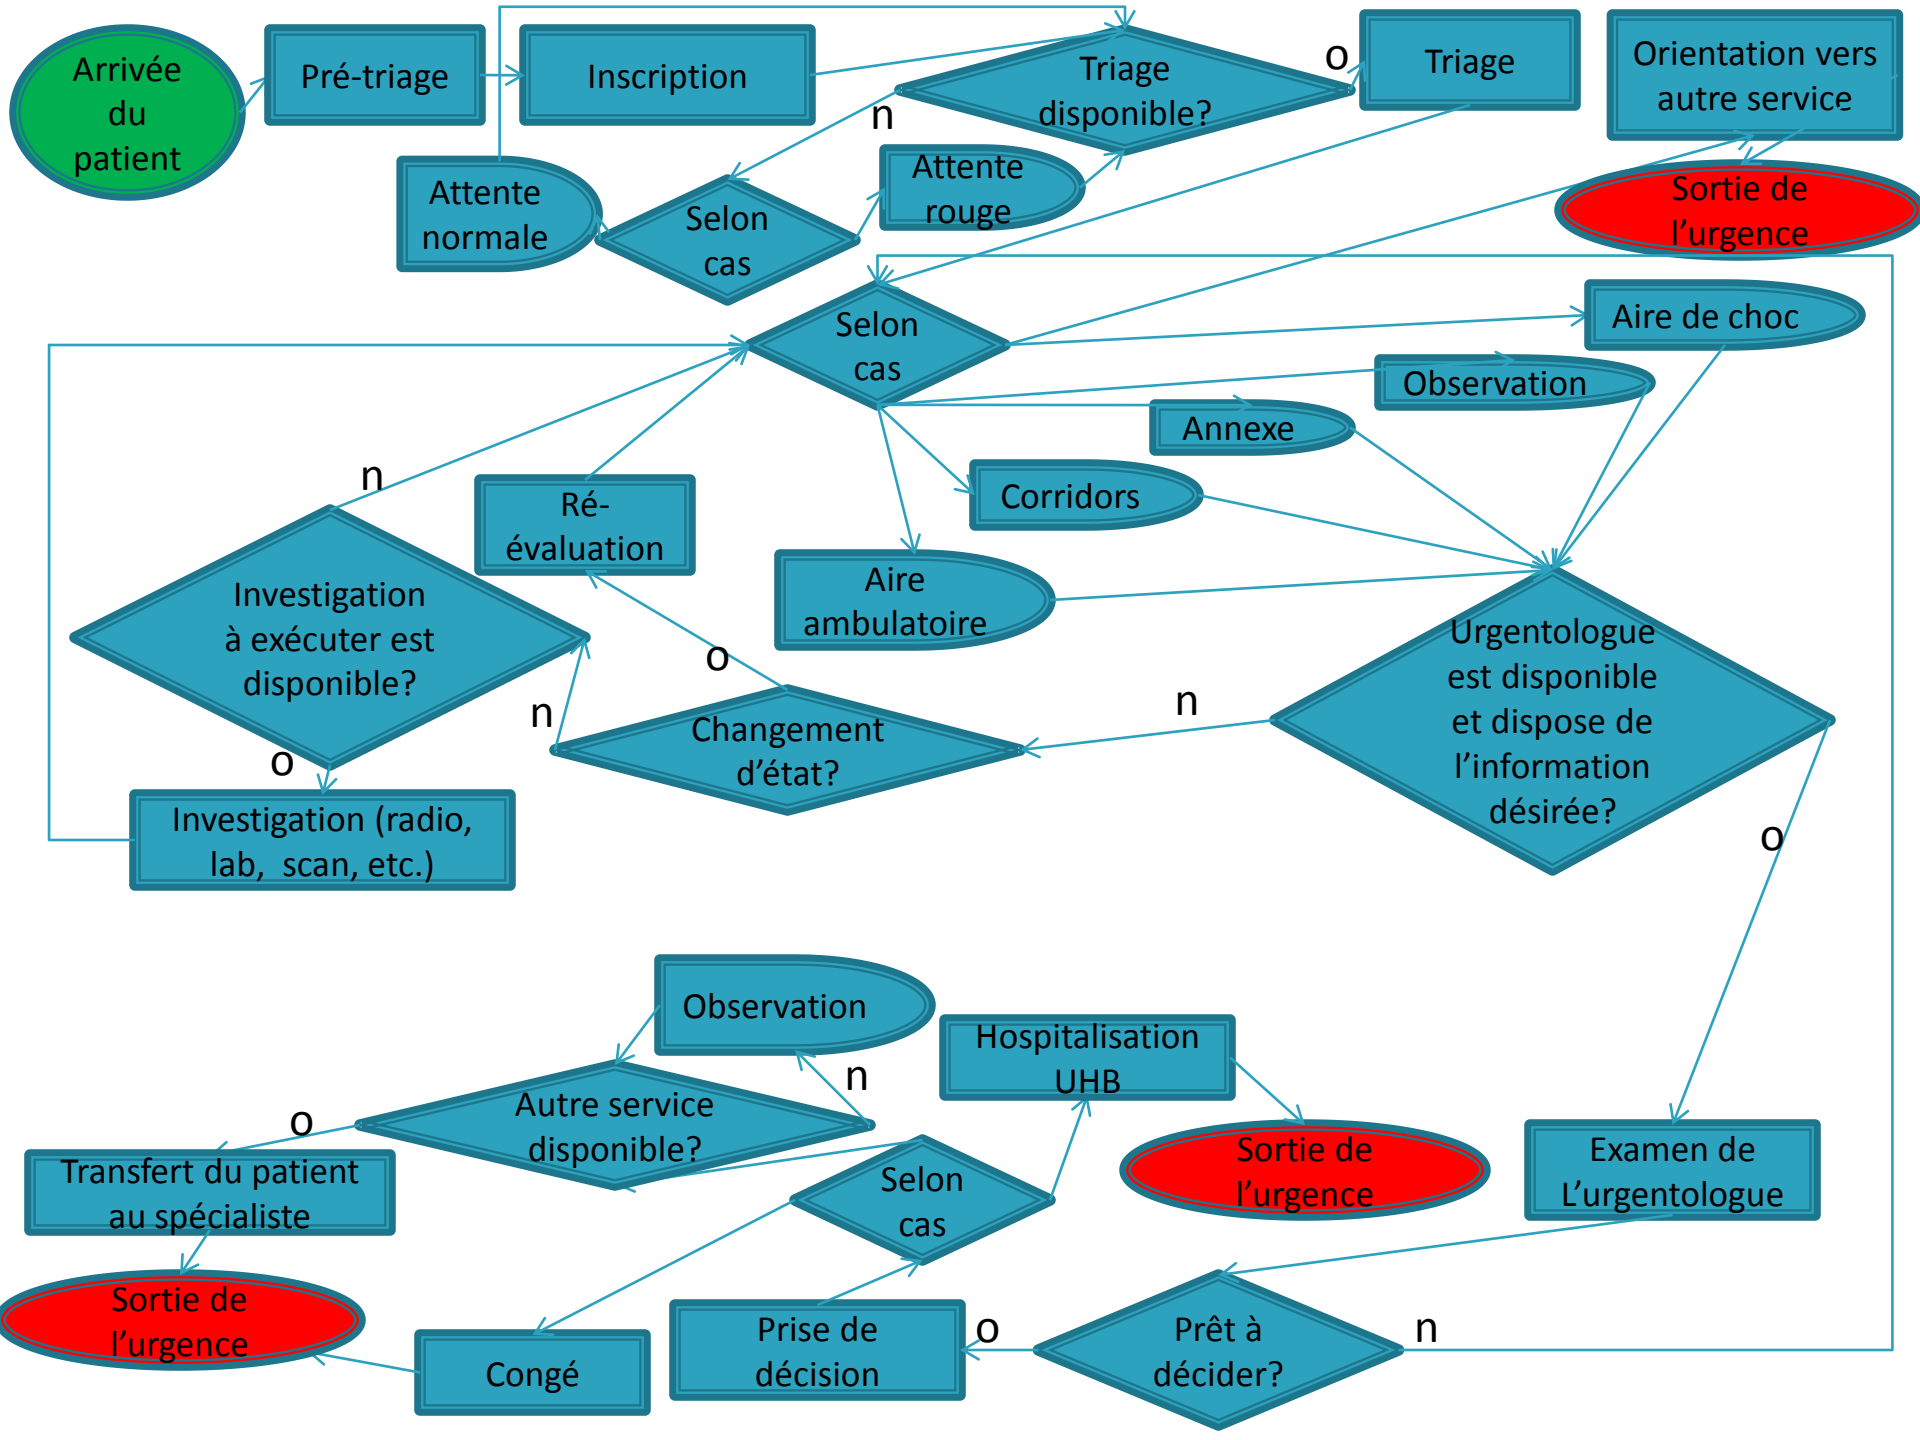 Arrivée
du
patient
Pré-triage
Inscription
Triage
disponible?
o
n
Triage
Orientation vers
autre service
Attente
normale
Selon
cas
Attente
rouge
Sortie de
l’urgence
Selon
cas
Aire de choc
Observation
Annexe
Corridors
Aire
ambulatoire
n
Ré-
évaluation
Investigation
à exécuter est
disponible?
o
n
o
Changement
d’état?
n
Urgentologue
est disponible
et dispose de
l’information
désirée?
o
Investigation (radio,
lab,  scan, etc.)
Observation
n
Hospitalisation
UHB
Autre service
disponible?
o
Transfert du patient
au spécialiste
Selon
cas
Sortie de
l’urgence
Examen de
L’urgentologue
Sortie de
l’urgence
Congé
Prise de
décision
o
Prêt à
décider?
n